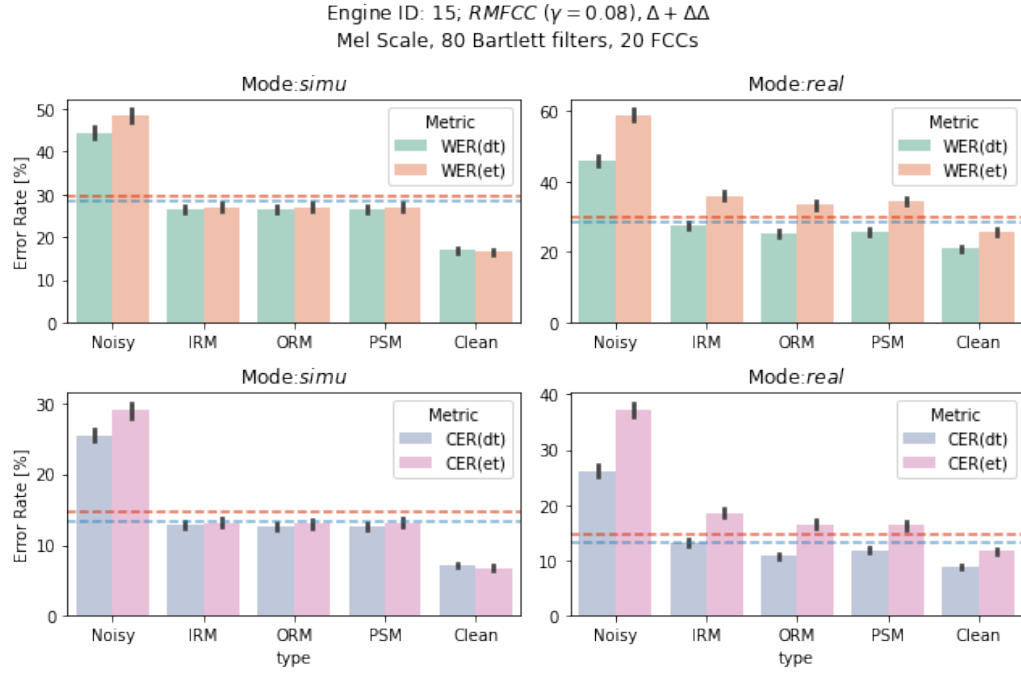 Engine ID: 15; RMFCC (γ = 0.08), Δ + ΔΔ
Mel Scale, 80 Bartlett filters, 20 FCCs
Mode:simu
Error Rate [%]
50
40
30
20
10
0
Metric
WER(dt)
WER(et)
Noisy IRM ORM PSM Clean
Mode:real
60
40
20
0
Metric
WER(dt)
WER(et)
Noisy IRM ORM PSM Clean
Mode:simu
Error Rate [%]
30
20
10
0
Metric
CER(dt)
CER(et)
Noisy IRM ORM PSM Clean
type
Mode:real
40
30
20
10
0
Metric
CER(dt)
CER(et)
Noisy IRM ORM PSM Clean
type